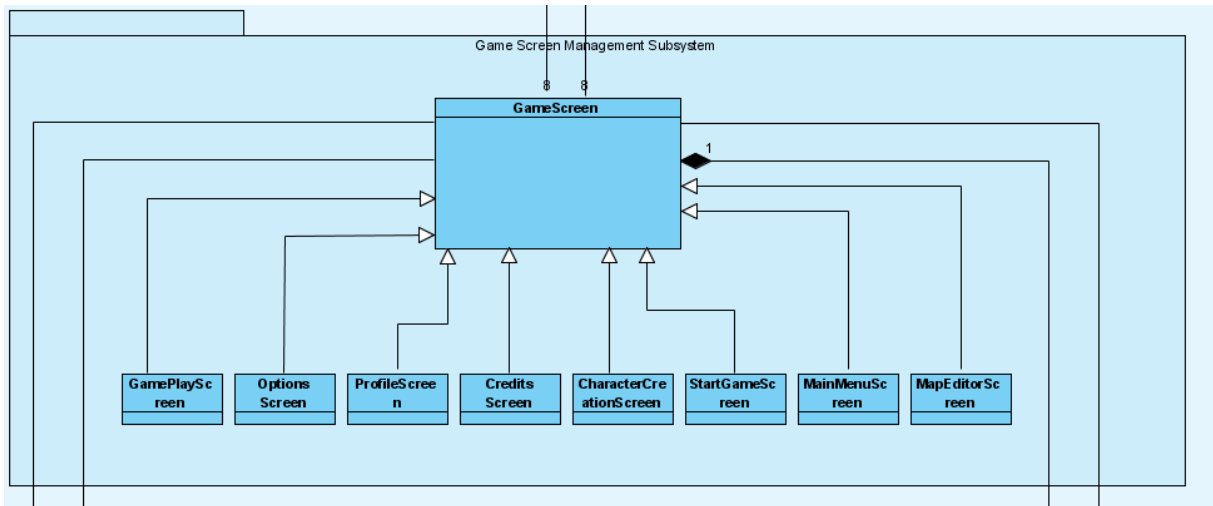 Game Screen Management Subsystem
8 8
GameScreen
1
GamePlaySc
reen
Options
Screen
ProfileScree
n
Credits
Screen
CharacterCre
ationScreen
StartGameSc
reen
MainMenuSc
reen
MapEditorSc
reen